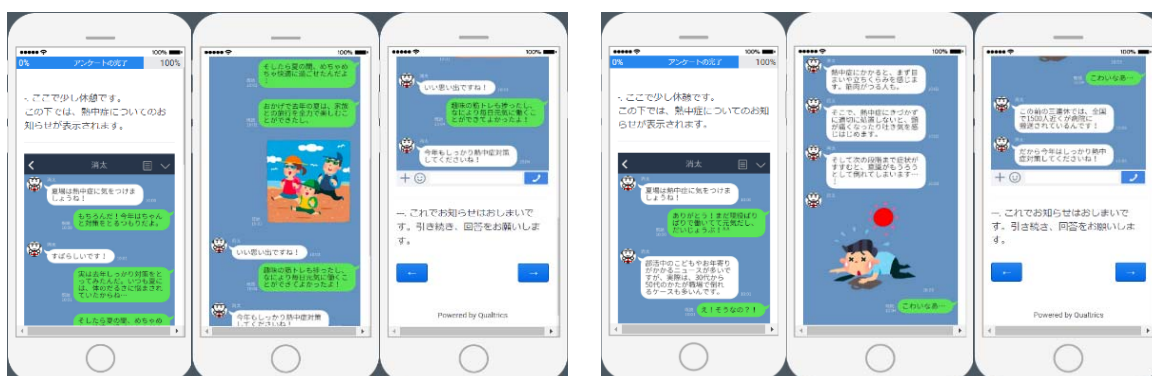 100%
0% アンケートの完了 100%
-. ここで少し休憩です。
この下では、熱中症についてのお
知らせが表示されます。
消太
夏場は熱中症に気をつけま
しょうね！
もちろんだ！今年はちゃん
と対策をとるつもりだよ。
すばらしいです！
実は去年しっかり対策をと
ってみたんだ。いつも夏に
は、体のだるさに悩まされ
ていたからね…
そしたら夏の間、めちゃめ
100%
そしたら夏の間、めちゃめ
ちゃ快適に過ごせたんだよ
！
おかげで去年の夏は、家族
との旅行を全力で楽しむこ
とができたし、
いい思い出ですね！
趣味の筋トレも捗ったし、
なにより毎日元気に働くこ
とができてよかったよ！
今年もしっかり熱中症対策
してくださいね！
100%
いい思い出ですね！
趣味の筋トレも捗ったし、
なにより毎日元気に働くこ
とができてよかったよ！
今年もしっかり熱中症対策
してくださいね！
一. これでお知らせはおしまいで
す。引き続き、回答をお願いしま
す。
Powered by Qualtrics
100%
0% アンケートの完了 100%
-. ここで少し休憩です。
この下では、熱中症についてのお知
らせが表示されます。
消太
夏場は熱中症に気をつけま
しょうね！
ありがとう！まだ現役ばり
ばりで働いてて元気だし、
だいじょうぶ！
部活中のこどもやお年寄り
がかかるニュースが多いで
すが、実際は、30代から
50代のかたが職場で倒れ
るケースも多いんです。
え！そうなの？！
100%
熱中症にかかると、まず目
まいや立ちくらみを感じま
す。筋肉がつる人も。
そこで、熱中症にきづかず
に適切に処置しないと、頭
が痛くなったり吐き気を感
じはじめます。
そして次の段階まで症状が
すすむと、意識がもうろう
として倒れてしまいます…
！
こわいなあ…
100%
こわいなあ…
この前の三連休では、全国
で1500人近くが病院に
搬送されているんです！
だから今年はしっかり熱中
症対策してくださいね！
一. これでお知らせはおしまいで
す。引き続き、回答をお願いしま
す。
Powered by Qualtrics